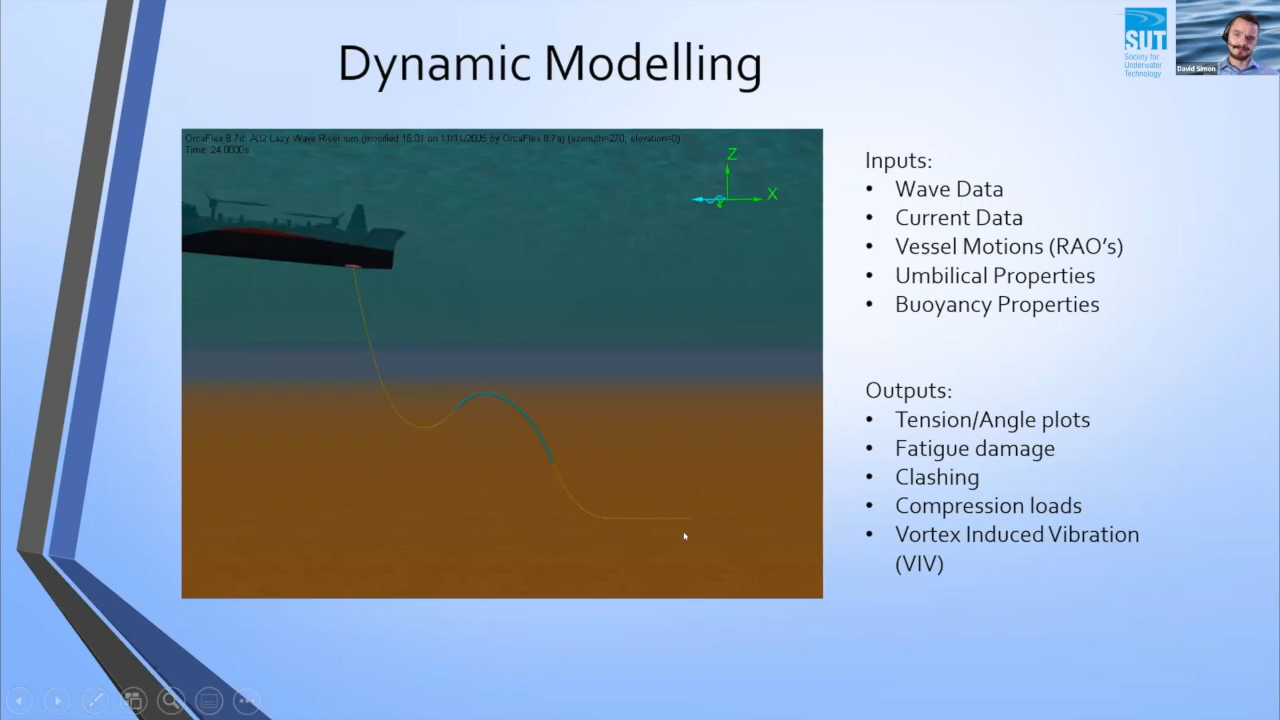 Dynamic Modelling
SUT
Society for
Underwater
Technology
David Simon
OrcaFlex 8.7d: A02 Lazy Wave Riser.sim (modified 16:01 on 11/11/2005 by OrcaFlex 8.7a) (azimuth=270, elevation=0)
Time: 24.0000s
Z
X
Inputs:
• Wave Data
• Current Data
• Vessel Motions (RAO’s)
• Umbilical Properties
• Buoyancy Properties
Outputs:
• Tension/Angle plots
• Fatigue damage
• Clashing
• Compression loads
• Vortex Induced Vibration
(VIV)